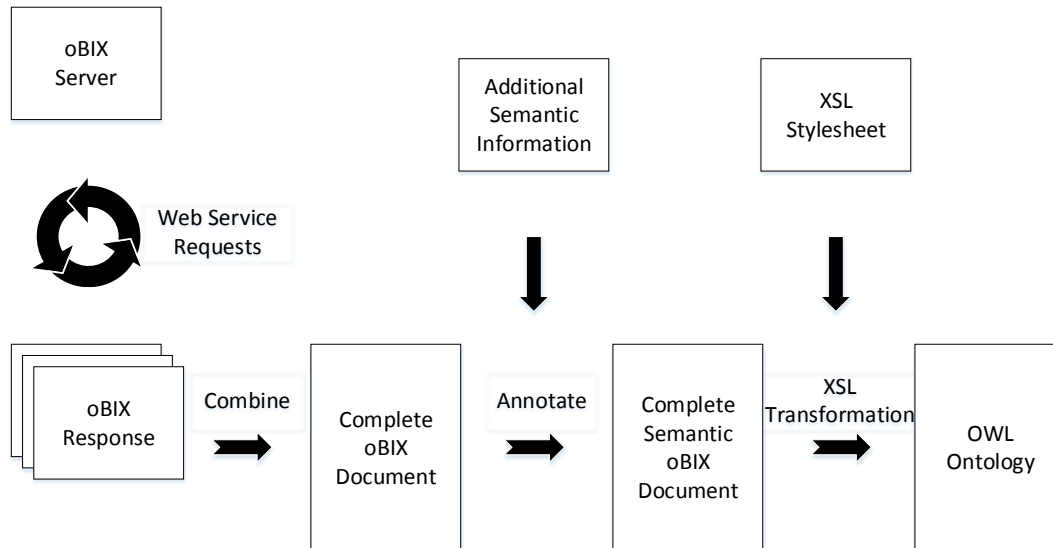 oBIX
Server
Additional
Semantic
Information
XSL
Stylesheet
Web Service
Requests
oBIX
Response
Combine
Complete
oBIX
Document
Annotate
Complete
Semantic
oBIX
Document
XSL
Transformation
OWL
Ontology